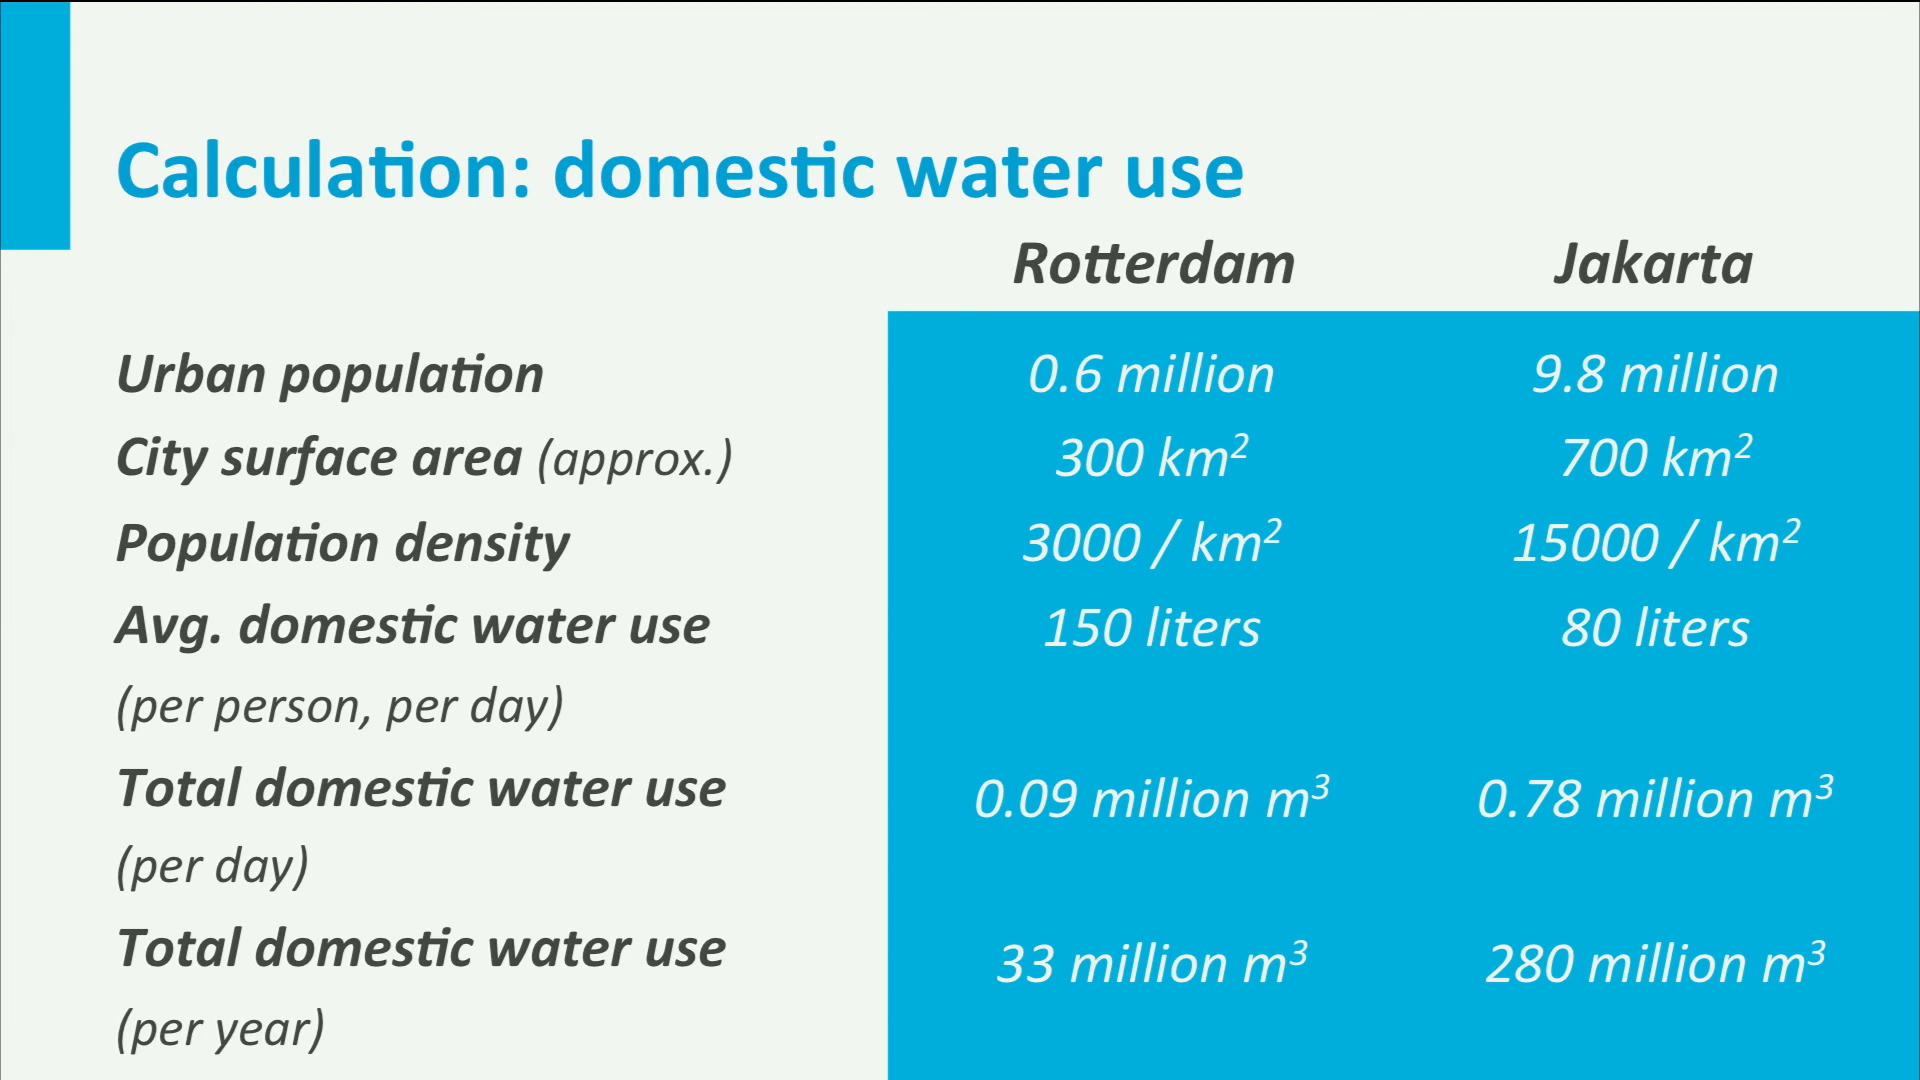 Calculation: domestic water use
Rotterdam Jakarta
Urban population 0.6 million 9.8 million
City surface area (approx.) 300 km² 700 km²
Population density 3000 / km² 15000 / km²
Avg. domestic water use 150 liters 80 liters
(per person, per day)
Total domestic water use 0.09 million m³ 0.78 million m³
(per day)
Total domestic water use 33 million m³ 280 million m³
(per year)